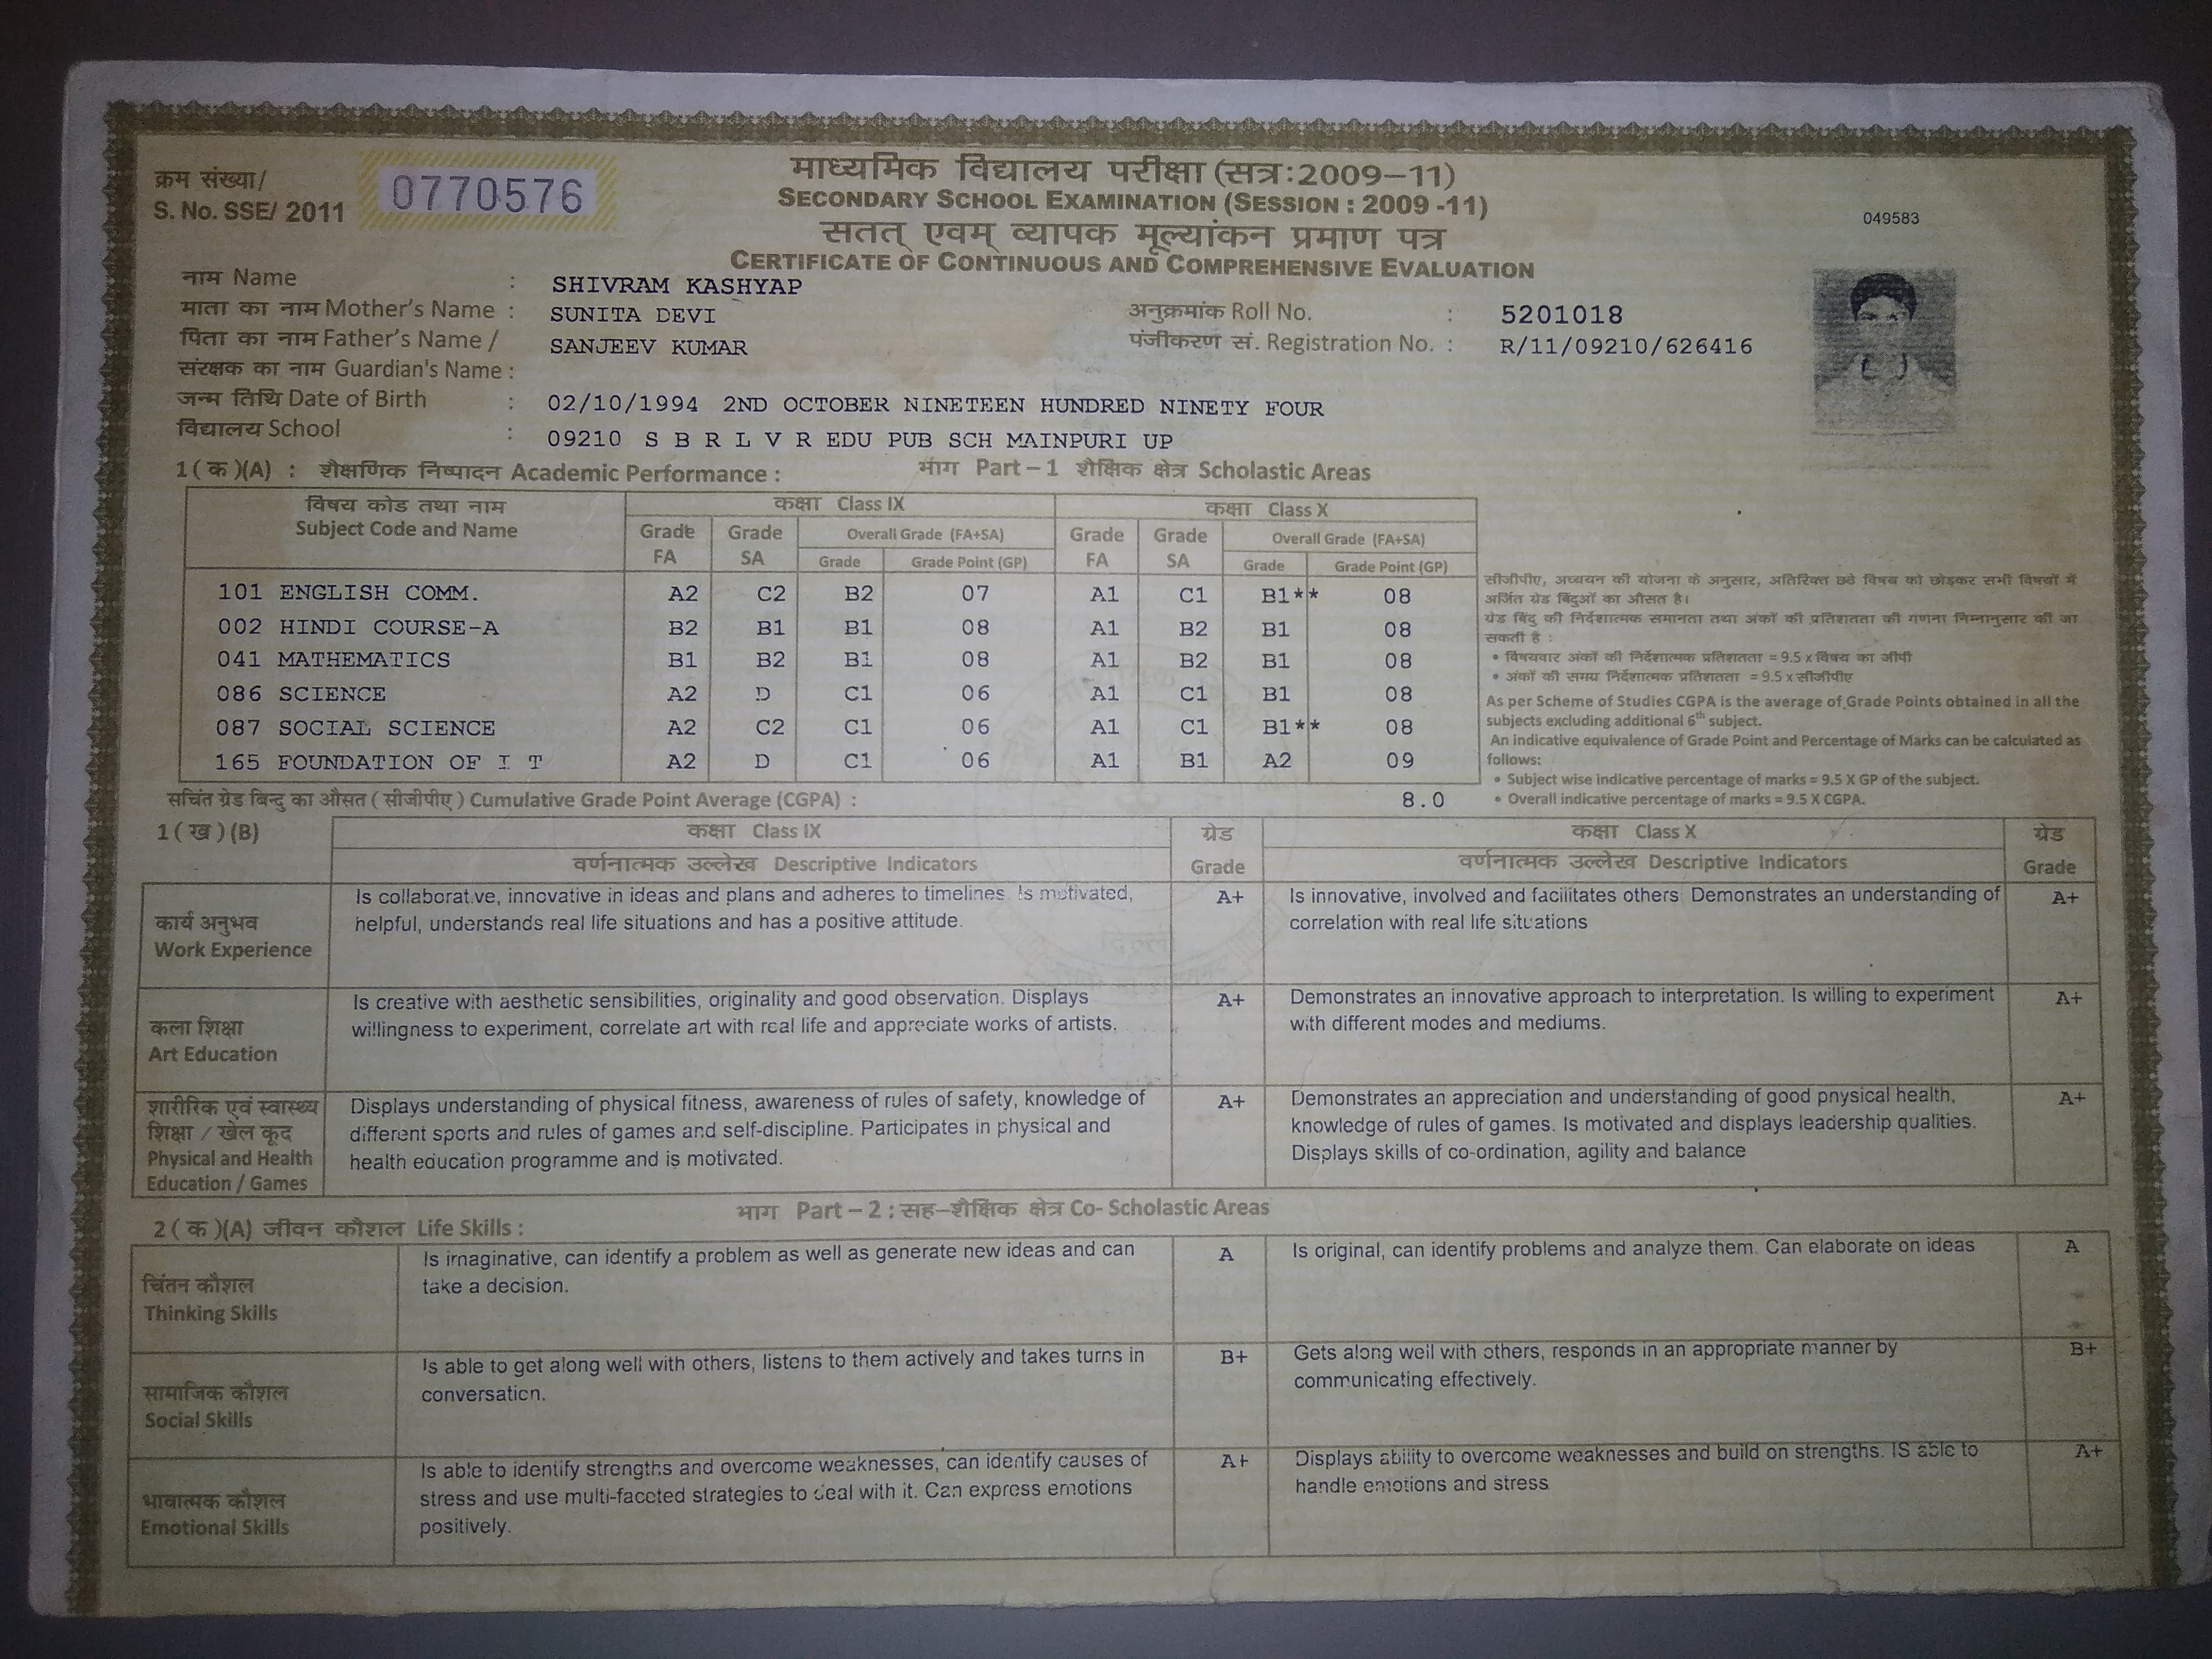 क्रम संख्या/
S. No. SSE/ 2011 0770576
माध्यमिक विद्यालय परीक्षा (सत्र:2009–11)
SECONDARY SCHOOL EXAMINATION (SESSION : 2009 -11)
सतत् एवम् व्यापक मूल्यांकन प्रमाण पत्र
CERTIFICATE OF CONTINUOUS AND COMPREHENSIVE EVALUATION
049583
नाम Name : SHIVRAM KASHYAP
माता का नाम Mother's Name : SUNITA DEVI अनुक्रमांक Roll No. : 5201018
पिता का नाम Father's Name / SANJEEV KUMAR पंजीकरण सं. Registration No. : R/11/09210/626416
संरक्षक का नाम Guardian's Name :
जन्म तिथि Date of Birth : 02/10/1994 2ND OCTOBER NINETEEN HUNDRED NINETY FOUR
विद्यालय School : 09210 S B R L V R EDU PUB SCH MAINPURI UP
1 ( क )(A) : शैक्षणिक निष्पादन Academic Performance : भाग Part – 1 शैक्षिक क्षेत्र Scholastic Areas
विषय कोड तथा नाम कक्षा Class IX कक्षा Class X
Subject Code and Name Grade FA Grade SA Overall Grade (FA+SA) Grade FA Grade SA Overall Grade (FA+SA)
Grade Grade Point (GP) Grade Grade Point (GP)
101 ENGLISH COMM. A2 C2 B2 07 A1 C1 B1** 08
002 HINDI COURSE-A B2 B1 B1 08 A1 B2 B1 08
041 MATHEMATICS B1 B2 B1 08 A1 B2 B1 08
086 SCIENCE A2 D C1 06 A1 C1 B1 08
087 SOCIAL SCIENCE A2 C2 C1 06 A1 C1 B1** 08
165 FOUNDATION OF I T A2 D C1 06 A1 B1 A2 09
सीजीपीए, अध्ययन की योजना के अनुसार, अतिरिक्त छठे विषय को छोड़कर सभी विषयों में
अर्जित ग्रेड बिंदुओं का औसत है।
ग्रेड बिंदु की निर्देशात्मक समानता तथा अंकों की प्रतिशतता की गणना निम्नानुसार की जा
सकती है :
• विषयवार अंकों की निर्देशात्मक प्रतिशतता = 9.5 x विषय का जीपी
• अंकों की समग्र निर्देशात्मक प्रतिशतता = 9.5 x सीजीपीए
As per Scheme of Studies CGPA is the average of Grade Points obtained in all the
subjects excluding additional 6th subject.
An indicative equivalence of Grade Point and Percentage of Marks can be calculated as
follows:
• Subject wise indicative percentage of marks = 9.5 X GP of the subject.
• Overall indicative percentage of marks = 9.5 X CGPA.
सचित ग्रेड बिन्दु का औसत ( सीजीपीए ) Cumulative Grade Point Average (CGPA) : 8.0
1 ( ख ) (B) कक्षा Class IX ग्रेड कक्षा Class X ग्रेड
वर्णनात्मक उल्लेख Descriptive Indicators Grade वर्णनात्मक उल्लेख Descriptive Indicators Grade
कार्य अनुभव
Work Experience
Is collaborative, innovative in ideas and plans and adheres to timelines. Is motivated,
helpful, understands real life situations and has a positive attitude.
A+
Is innovative, involved and facilitates others Demonstrates an understanding of
correlation with real life situations
A+
कला शिक्षा
Art Education
Is creative with aesthetic sensibilities, originality and good observation. Displays
willingness to experiment, correlate art with real life and appreciate works of artists.
A+
Demonstrates an innovative approach to interpretation. Is willing to experiment
with different modes and mediums.
A+
शारीरिक एवं स्वास्थ्य
शिक्षा / खेल कूद
Physical and Health
Education / Games
Displays understanding of physical fitness, awareness of rules of safety, knowledge of
different sports and rules of games and self-discipline. Participates in physical and
health education programme and is motivated.
A+
Demonstrates an appreciation and understanding of good physical health,
knowledge of rules of games. Is motivated and displays leadership qualities.
Displays skills of co-ordination, agility and balance
A+
भाग Part – 2 : सह–शैक्षिक क्षेत्र Co- Scholastic Areas
2 ( क )(A) जीवन कौशल Life Skills :
चिंतन कौशल
Thinking Skills
Is imaginative, can identify a problem as well as generate new ideas and can
take a decision.
A
Is original, can identify problems and analyze them. Can elaborate on ideas
A
सामाजिक कौशल
Social Skills
Is able to get along well with others, listens to them actively and takes turns in
conversation.
B+
Gets along well with others, responds in an appropriate manner by
communicating effectively.
B+
भावात्मक कौशल
Emotional Skills
Is able to identify strengths and overcome weaknesses, can identify causes of
stress and use multi-faceted strategies to deal with it. Can express emotions
positively.
A+
Displays ability to overcome weaknesses and build on strengths. IS able to
handle emotions and stress
A+